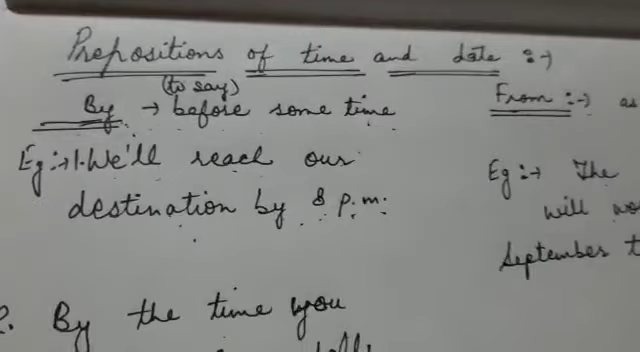 Prepositions of time and date :→
(to say)
By → before some time
Eg :→ 1. We'll reach our
destination by 8 p.m.
2. By the time you
From :→ as
Eg :→ The
will
September